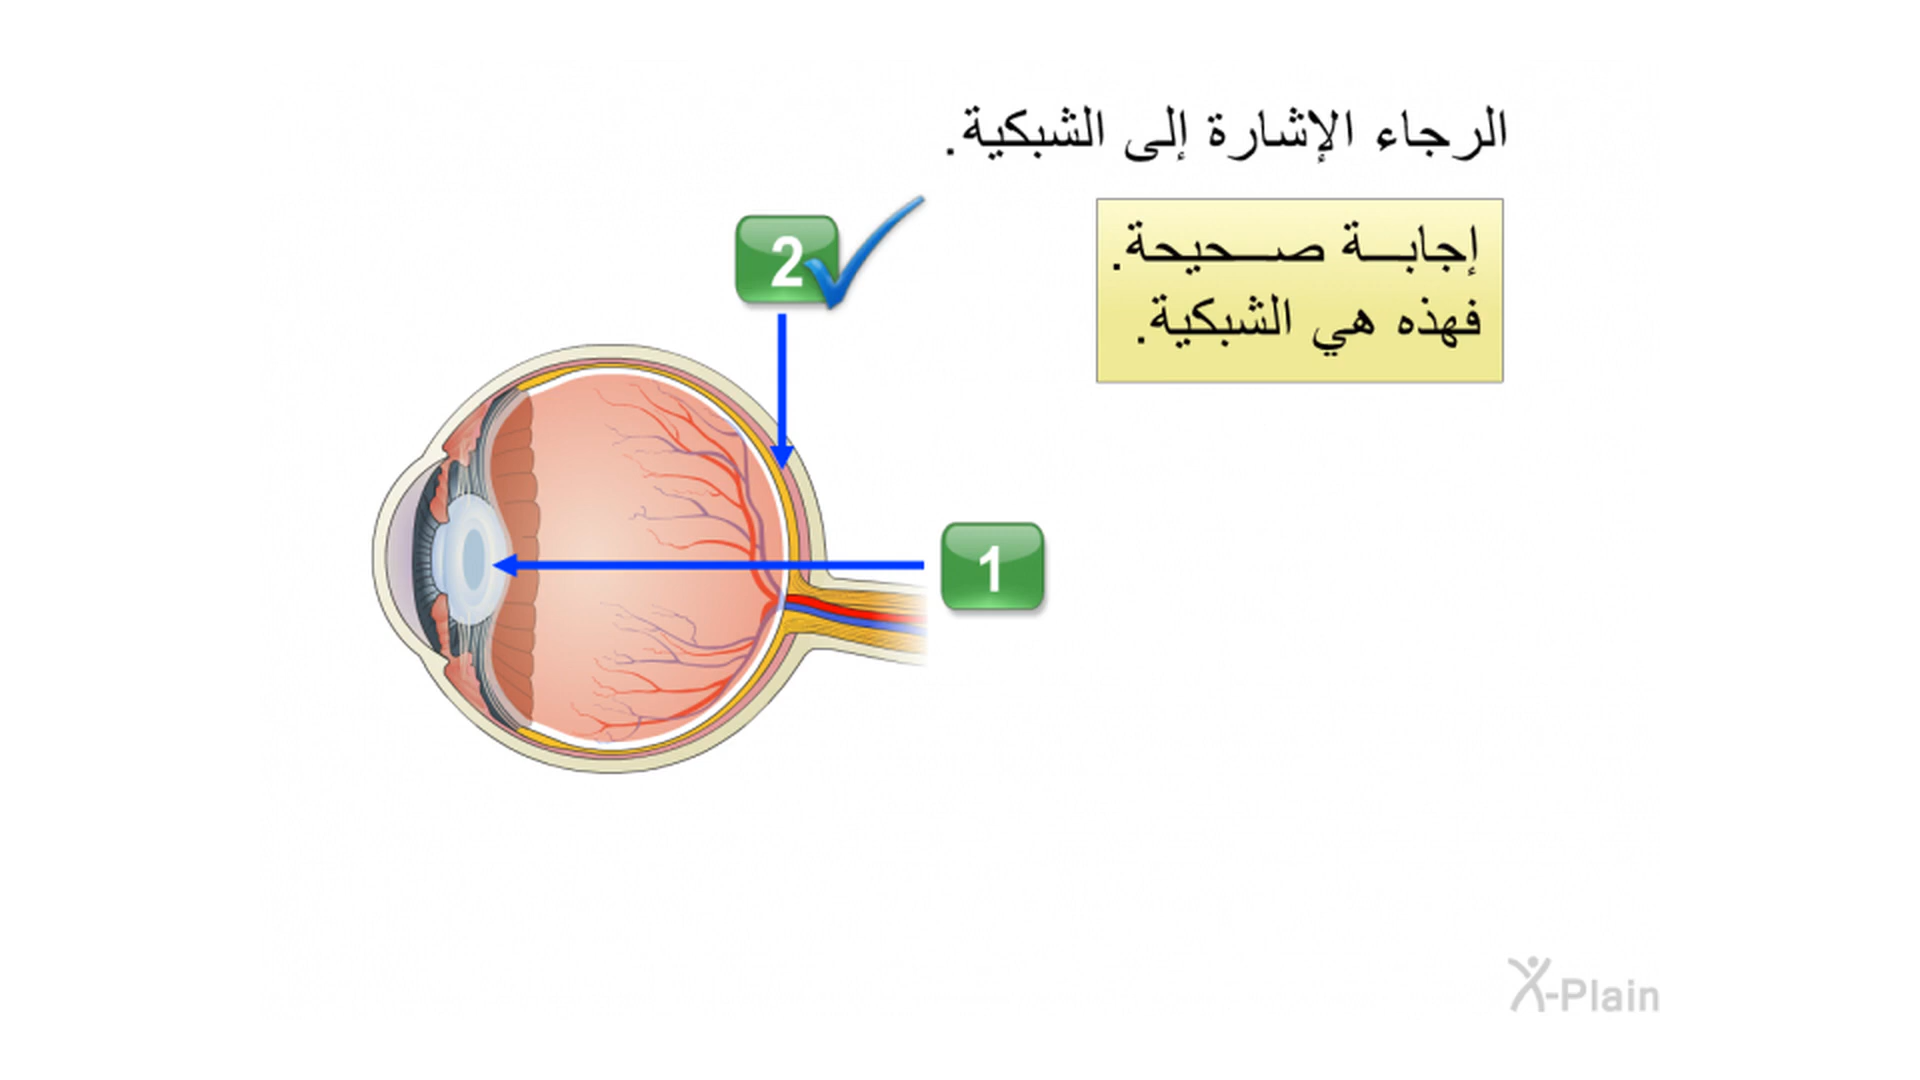 الرجاء الإشارة إلى الشبكية.
إجابة صحيحة.
فهذه هي الشبكية.
2
1
X-Plain